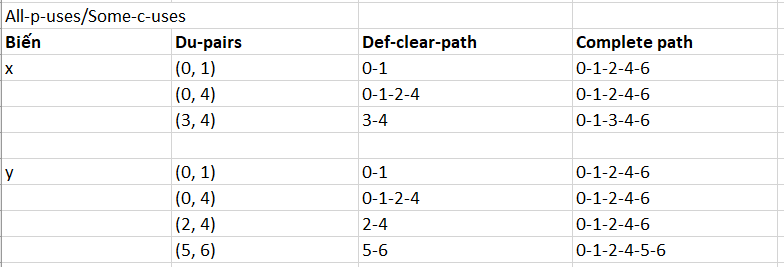 All-p-uses/Some-c-uses
Biến Du-pairs Def-clear-path Complete path
x (0, 1) 0-1 0-1-2-4-6
(0, 4) 0-1-2-4 0-1-2-4-6
(3, 4) 3-4 0-1-3-4-6
y (0, 1) 0-1 0-1-2-4-6
(0, 4) 0-1-2-4 0-1-2-4-6
(2, 4) 2-4 0-1-2-4-6
(5, 6) 5-6 0-1-2-4-5-6